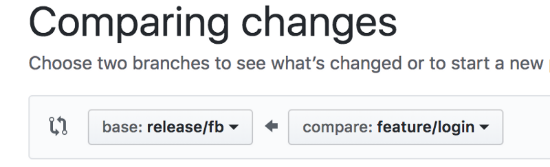 Comparing changes
Choose two branches to see what's changed or to start a new
base: release/fb compare: feature/login